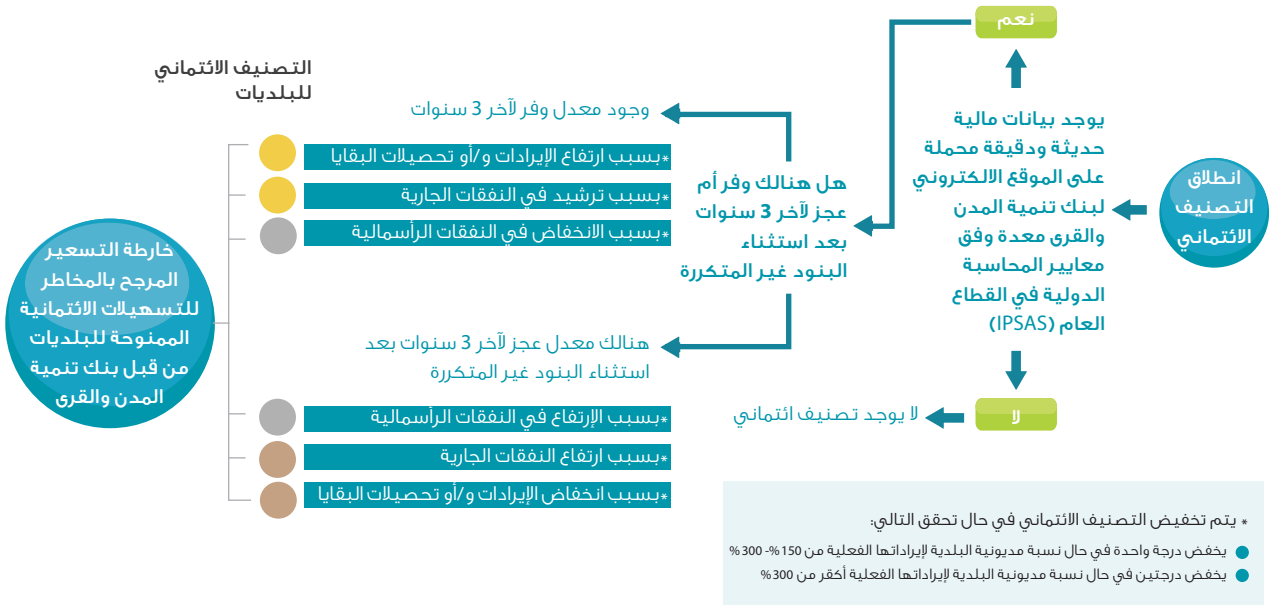 انطلاق
التصنيف
الائتماني
نعم
يوجد بيانات مالية
حديثة ودقيقة محملة
على الموقع الالكتروني
لبنك تنمية المدن
والقرى معدة وفق
معايير المحاسبة
الدولية في القطاع
العام (IPSAS)
لا
لا يوجد تصنيف ائتماني
هل هنالك وفر أم
عجز لآخر 3 سنوات
بعد استثناء
البنود غير المتكررة
وجود معدل وفر لآخر 3 سنوات
*بسبب ارتفاع الإيرادات و/أو تحصيلات البقايا
*بسبب ترشيد في النفقات الجارية
*بسبب الانخفاض في النفقات الرأسمالية
هنالك معدل عجز لآخر 3 سنوات بعد
استثناء البنود غير المتكررة
*بسبب الإرتفاع في النفقات الرأسمالية
*بسبب ارتفاع النفقات الجارية
*بسبب انخفاض الإيرادات و/أو تحصيلات البقايا
التصنيف الائتماني
للبلديات
خارطة التسعير
المرجح بالمخاطر
للتسهيلات الائتمانية
الممنوحة للبلديات
من قبل بنك تنمية
المدن والقرى
* يتم تخفيض التصنيف الائتماني في حال تحقق التالي:
يخفض درجة واحدة في حال نسبة مديونية البلدية لإيراداتها الفعلية من 150%- 300%
يخفض درجتين في حال نسبة مديونية البلدية لإيراداتها الفعلية أكقر من 300%